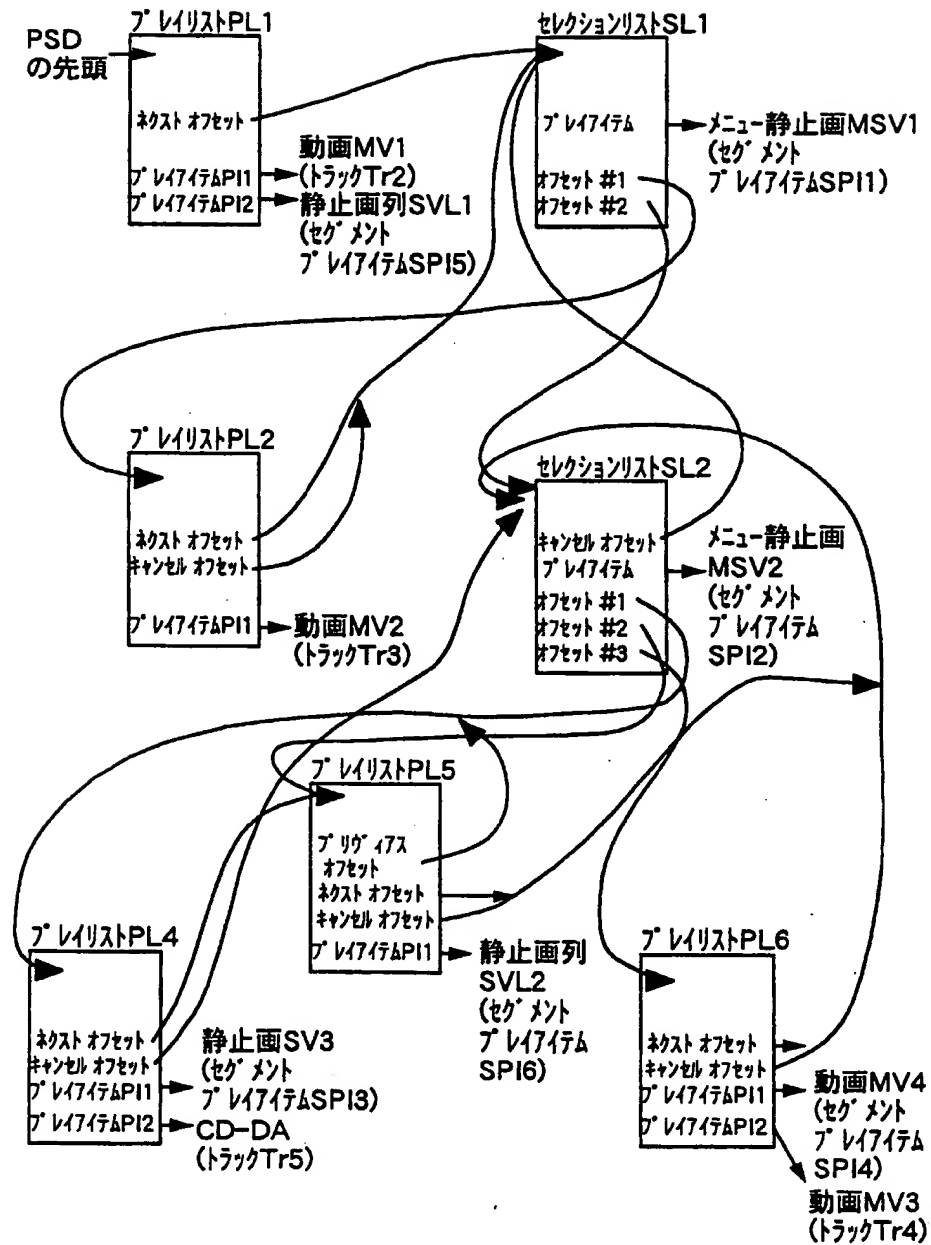 PSD
の先頭
プレイリストPL1
ネクスト オフセット
プレイアイテムPI1
プレイアイテムPI2
動画MV1
(トラックTr2)
静止画列SVL1
(セグメント
プレイアイテムSPI5)
セレクションリストSL1
プレイアイテム
オフセット #1
オフセット #2
メニュー静止画MSV1
(セグメント
プレイアイテムSPI1)
プレイリストPL2
ネクスト オフセット
キャンセル オフセット
プレイアイテムPI1
動画MV2
(トラックTr3)
セレクションリストSL2
キャンセル オフセット
プレイアイテム
オフセット #1
オフセット #2
オフセット #3
メニュー静止画
MSV2
(セグメント
プレイアイテム
SPI2)
プレイリストPL5
プリヴィアス
オフセット
ネクスト オフセット
キャンセル オフセット
プレイアイテムPI1
静止画列
SVL2
(セグメント
プレイアイテム
SPI6)
プレイリストPL4
ネクスト オフセット
キャンセル オフセット
プレイアイテムPI1
プレイアイテムPI2
静止画SV3
(セグメント
プレイアイテムSPI3)
CD-DA
(トラックTr5)
プレイリストPL6
ネクスト オフセット
キャンセル オフセット
プレイアイテムPI1
プレイアイテムPI2
動画MV4
(セグメント
プレイアイテム
SPI4)
動画MV3
(トラックTr4)